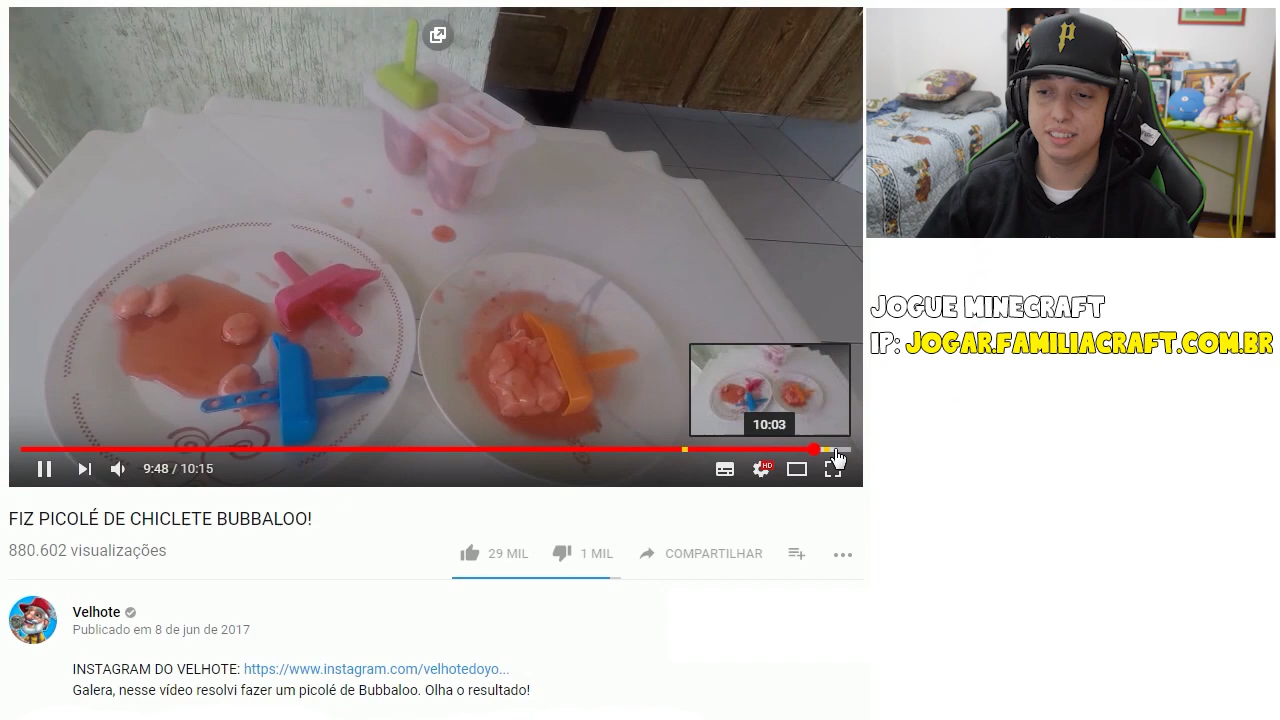 P
JOGUE MINECRAFT
IP: JOGAR.FAMILIACRAFT.COM.BR
10:03
9:48 / 10:15
HD
FIZ PICOLÉ DE CHICLETE BUBBALOO!
880.602 visualizações
29 MIL
1 MIL
COMPARTILHAR
Velhote
Publicado em 8 de jun de 2017
INSTAGRAM DO VELHOTE: https://www.instagram.com/velhotedoyo...
Galera, nesse vídeo resolvi fazer um picolé de Bubbaloo. Olha o resultado!